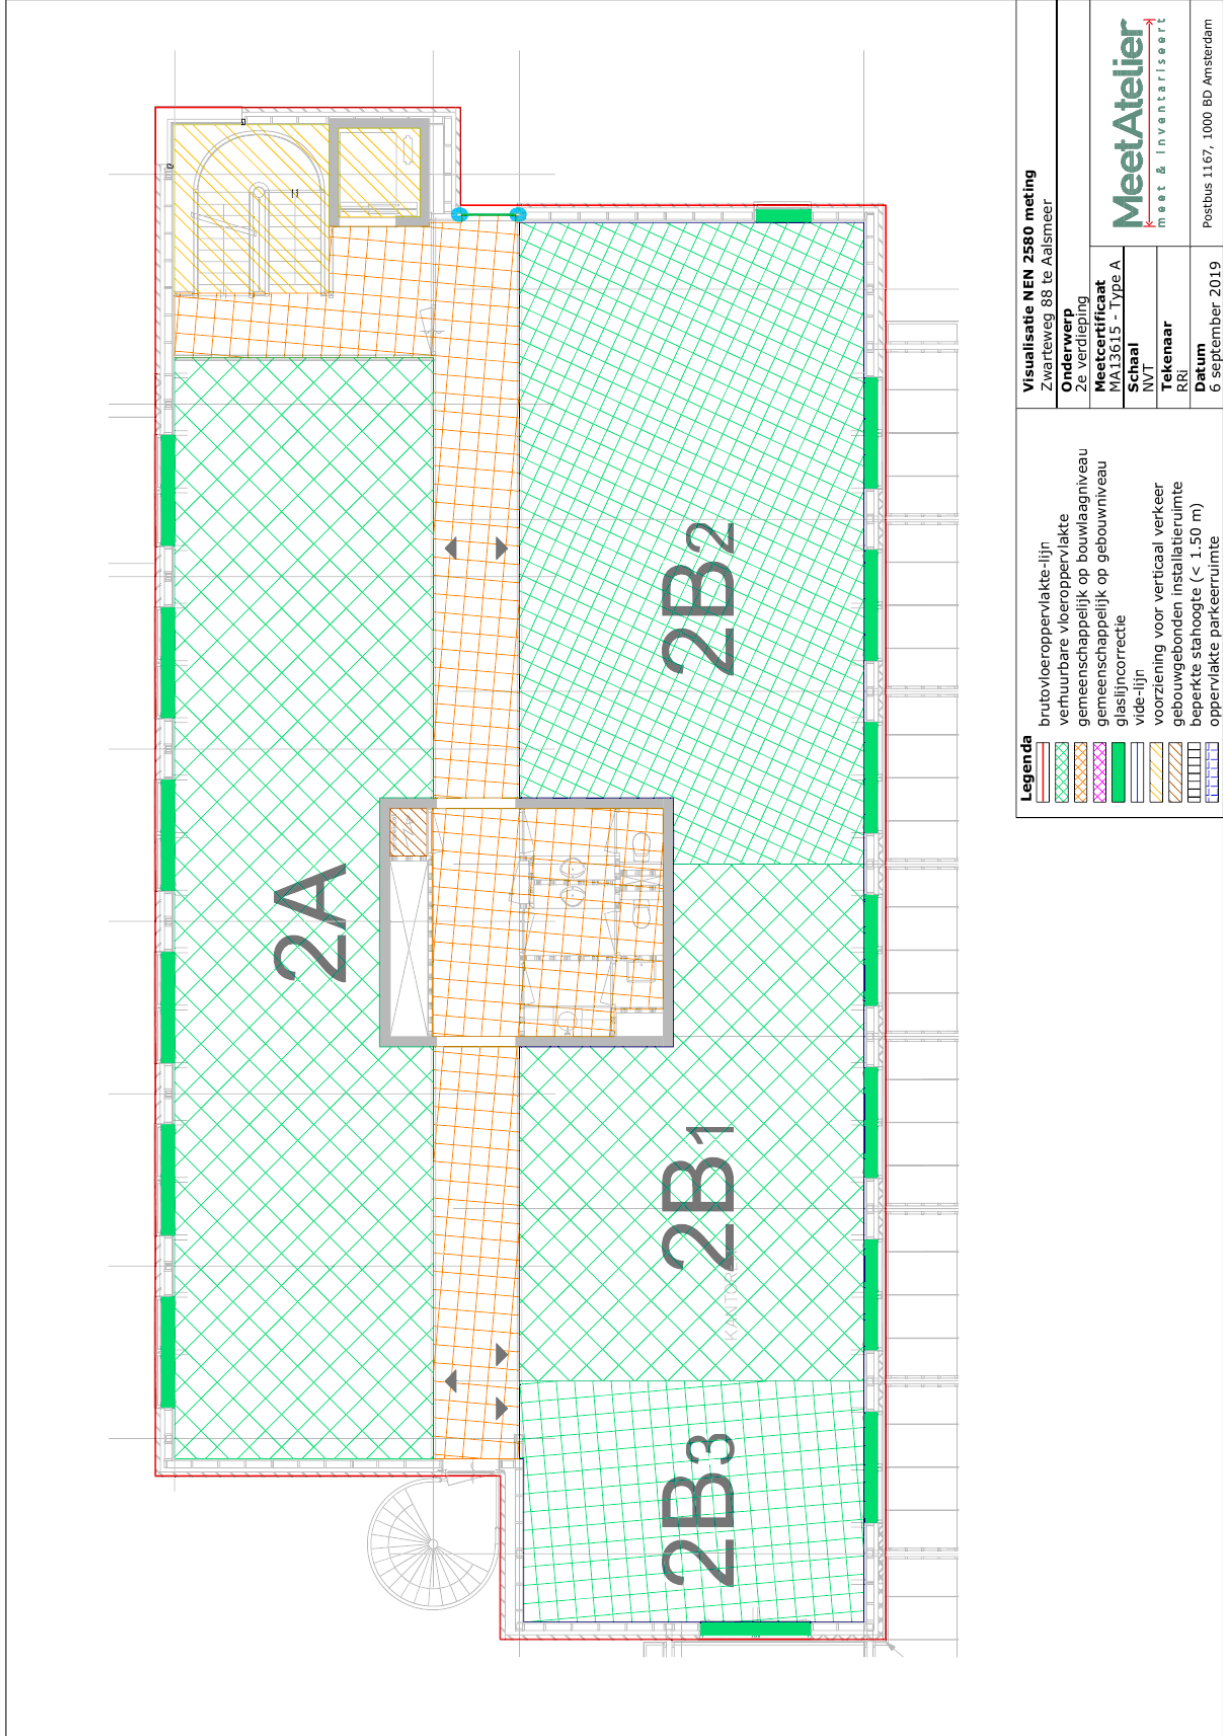 2A
2B1
2B2
2B3
KANTOR
Legenda
brutovloeroppervlakte-lijn
verhuurbare vloeroppervlakte
gemeenschappelijk op bouwlaagniveau
gemeenschappelijk op gebouwniveau
glaslijncorrectie
vide-lijn
voorziening voor verticaal verkeer
gebouwgebonden installatieruimte
beperkte stahoogte (< 1.50 m)
oppervlakte parkeerruimte
Visualisatie NEN 2580 meting
Zwarteweg 88 te Aalsmeer
Onderwerp
2e verdieping
Meetcertificaat
MA13615 - Type A
Schaal
NVT
Tekenaar
RRi
Datum
6 september 2019
MeetAtelier
meet & inventariseert
Postbus 1167, 1000 BD Amsterdam